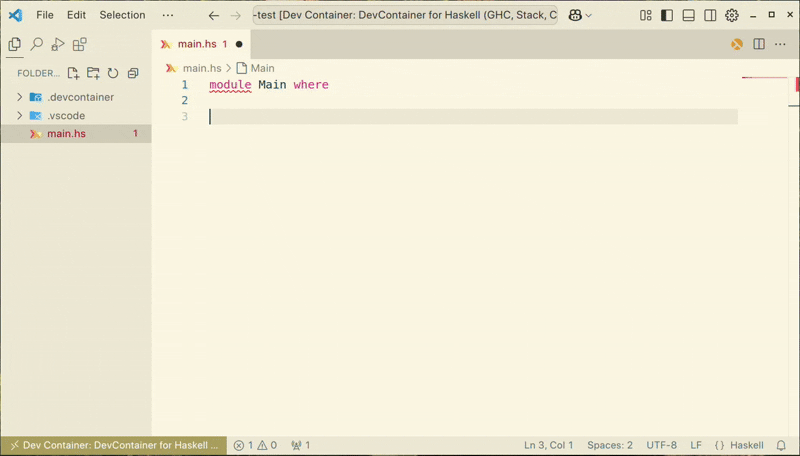 File Edit Selection ··· -test [Dev Container: DevContainer for Haskell (GHC, Stack, C
FOLDER...
.devcontainer
.vscode
main.hs 1
main.hs 1
main.hs > Main
1 module Main where
2
3
Dev Container: DevContainer for Haskell ... 1 0 1 Ln 3, Col 1 Spaces: 2 UTF-8 LF {} Haskell